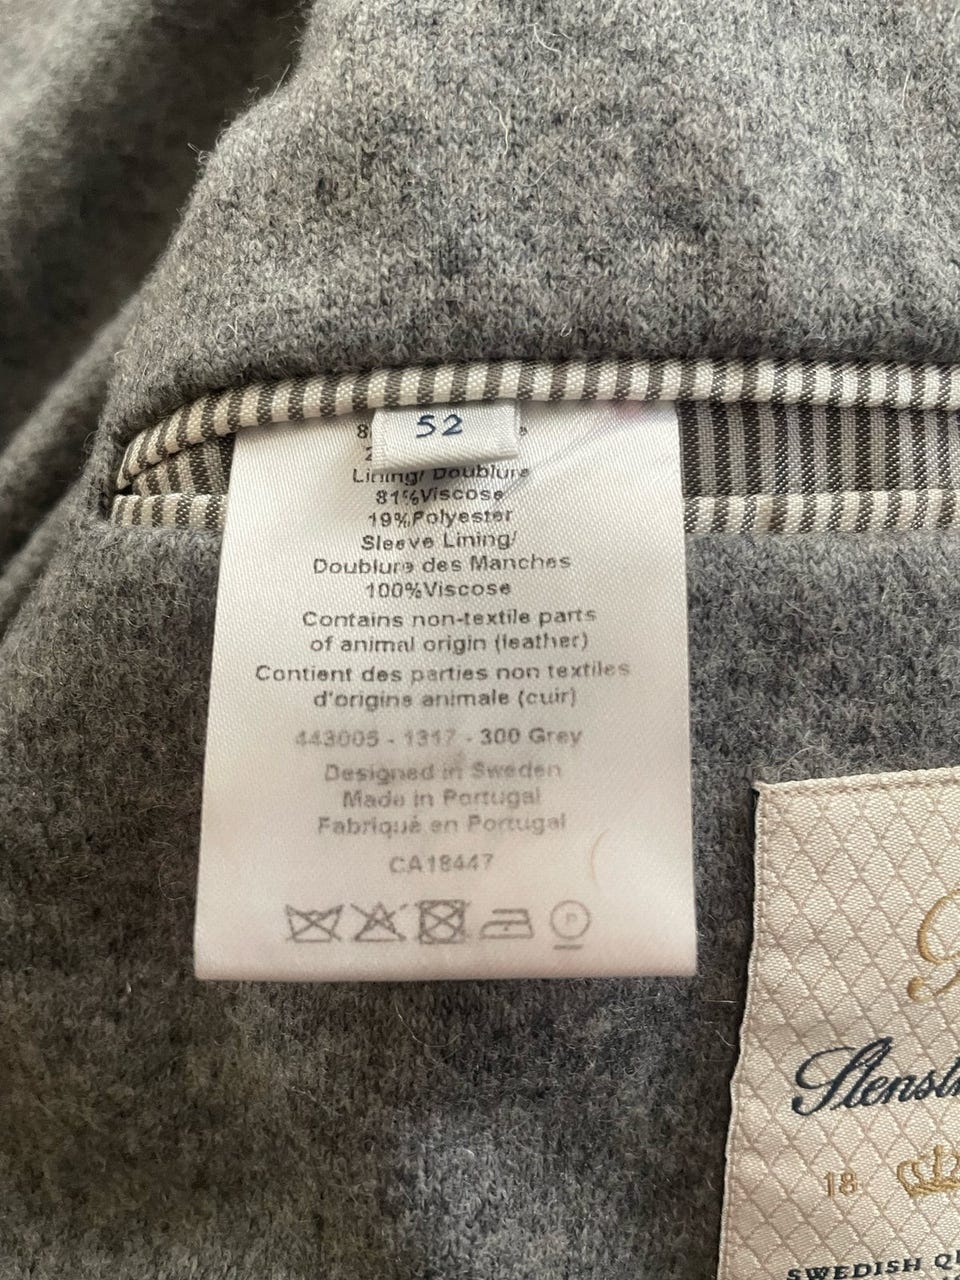 52
Lining/ Doublure
81%Viscose
19%Polyester
Sleeve Lining/
Doublure des Manches
100%Viscose
Contains non-textile parts
of animal origin (leather)
Contient des parties non textiles
d'origine animale (cuir)
443005 - 1317 - 300 Grey
Designed in Sweden
Made in Portugal
Fabriqué en Portugal
CA18447
P
18
SWEDISH